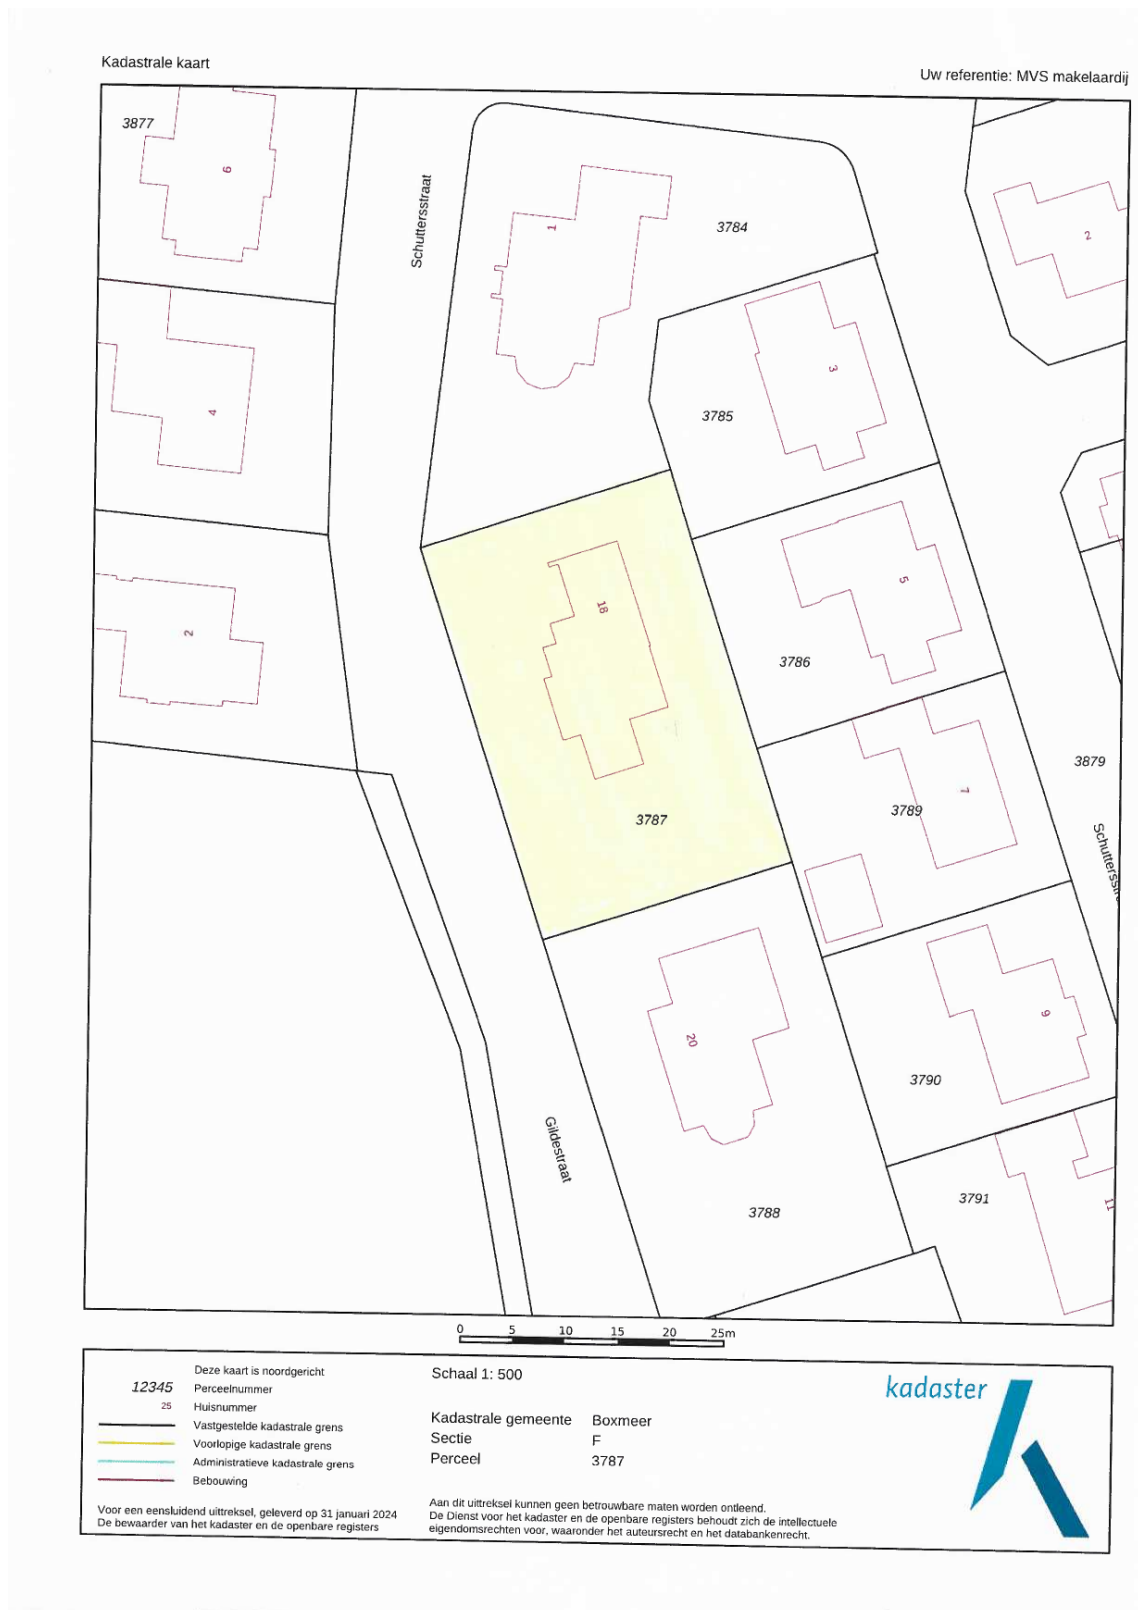 Kadastrale kaart
Uw referentie: MVS makelaardij
3877
6
Schuttersstraat
1
3784
2
3
3785
4
18
5
3786
2
3787
3789
7
3879
20
9
3790
Gildestraat
3788
3791
11
0 5 10 15 20 25m
Deze kaart is noordgericht
12345 Perceelnummer
25 Huisnummer
Vastgestelde kadastrale grens
Voorlopige kadastrale grens
Administratieve kadastrale grens
Bebouwing
Voor een eensluidend uittreksel, geleverd op 31 januari 2024
De bewaarder van het kadaster en de openbare registers
Schaal 1: 500
Kadastrale gemeente Boxmeer
Sectie F
Perceel 3787
Aan dit uittreksel kunnen geen betrouwbare maten worden ontleend.
De Dienst voor het kadaster en de openbare registers behoudt zich de intellectuele
eigendomsrechten voor, waaronder het auteursrecht en het databankenrecht.
kadaster